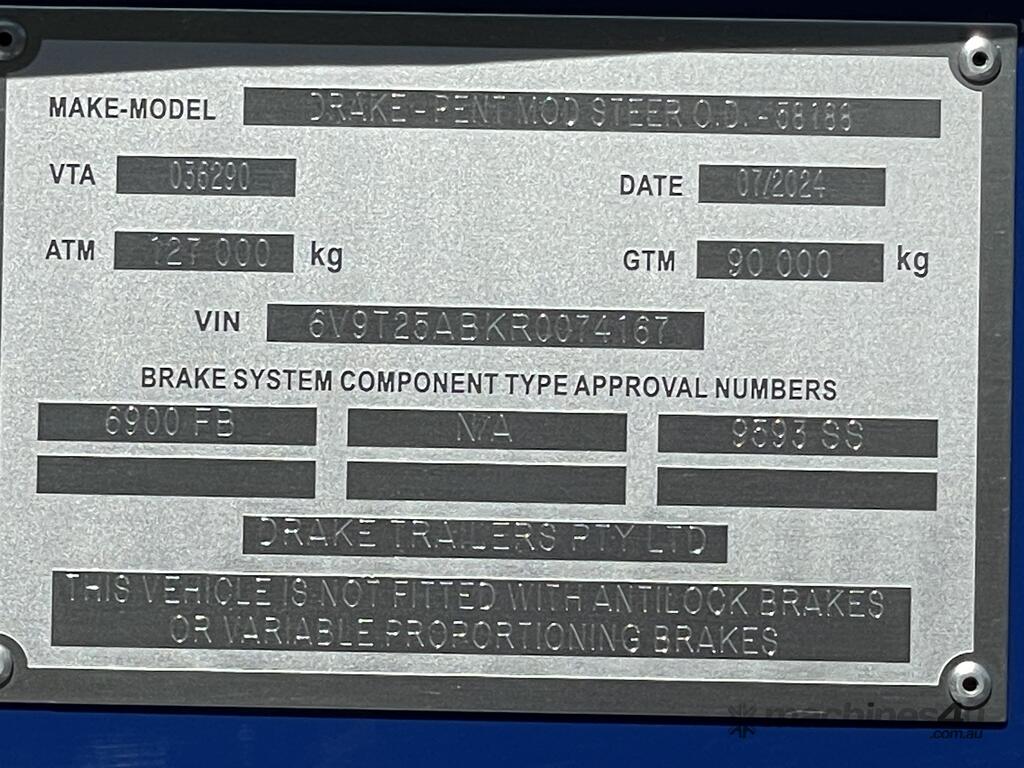 MAKE-MODEL DRAKE-PENT MOD STEER O.D.-58188
VTA 036290 DATE 07/2024
ATM 127 000 kg GTM 90 000 kg
VIN 6V9T25ABKR0074167
BRAKE SYSTEM COMPONENT TYPE APPROVAL NUMBERS
6900 FB N/A 9593 SS
DRAKE TRAILERS PTY LTD
THIS VEHICLE IS NOT FITTED WITH ANTILOCK BRAKES
OR VARIABLE PROPORTIONING BRAKES
machines4u
.com.au